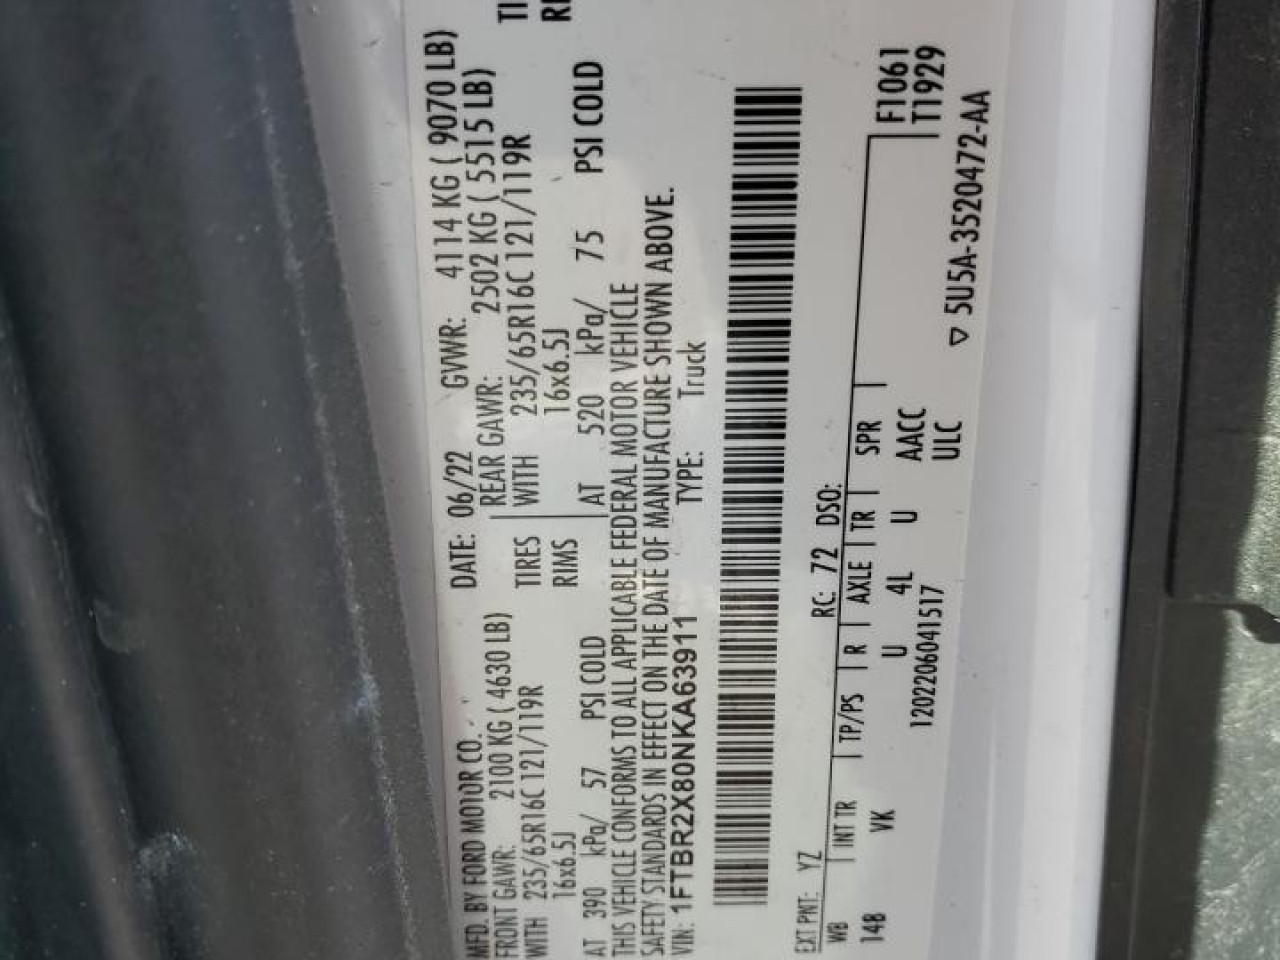 MFD. BY FORD MOTOR CO. DATE: 06/22 GVWR: 4114 KG ( 9070 LB)
FRONT GAWR: 2100 KG ( 4630 LB) REAR GAWR: 2502 KG ( 5515 LB)
WITH 235/65R16C 121/119R TIRES WITH 235/65R16C 121/119R
16x6.5J RIMS 16x6.5J
AT 390 kPa/ 57 PSI COLD AT 520 kPa/ 75 PSI COLD
THIS VEHICLE CONFORMS TO ALL APPLICABLE FEDERAL MOTOR VEHICLE
SAFETY STANDARDS IN EFFECT ON THE DATE OF MANUFACTURE SHOWN ABOVE.
VIN: 1FTBR2X80NKA63911 TYPE: Truck
EXT PNT: YZ RC: 72 DSO:
WB INT TR TP/PS R AXLE TR SPR F1061
148 VK U 4L U AACC T1929
1202206041517 ULC
▽ 5U5A-3520472-AA